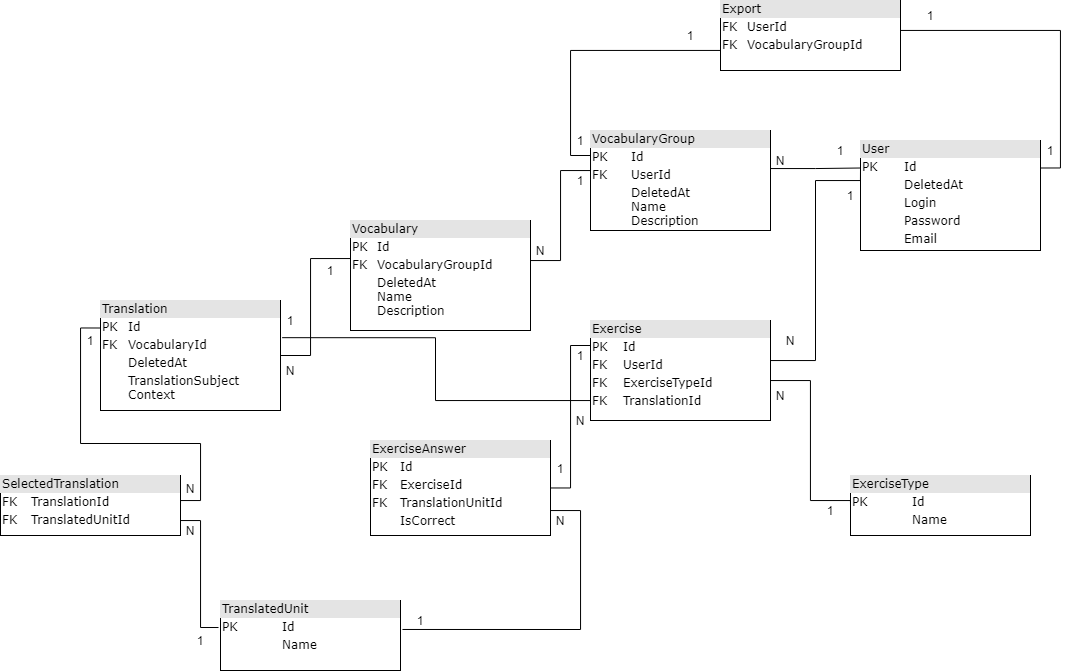 Export
FK UserId
FK VocabularyGroupId
1
1
1
VocabularyGroup
PK Id
FK UserId
DeletedAt
Name
Description
1
N
1
User
PK Id
DeletedAt
Login
Password
Email
1
1
Vocabulary
PK Id
FK VocabularyGroupId
DeletedAt
Name
Description
1
N
Translation
PK Id
FK VocabularyId
DeletedAt
TranslationSubject
Context
1
1
N
Exercise
PK Id
FK UserId
FK ExerciseTypeId
FK TranslationId
1
N
N
N
ExerciseAnswer
PK Id
FK ExerciseId
FK TranslationUnitId
IsCorrect
1
N
SelectedTranslation
FK TranslationId
FK TranslatedUnitId
N
N
ExerciseType
PK Id
Name
1
TranslatedUnit
PK Id
Name
1
1